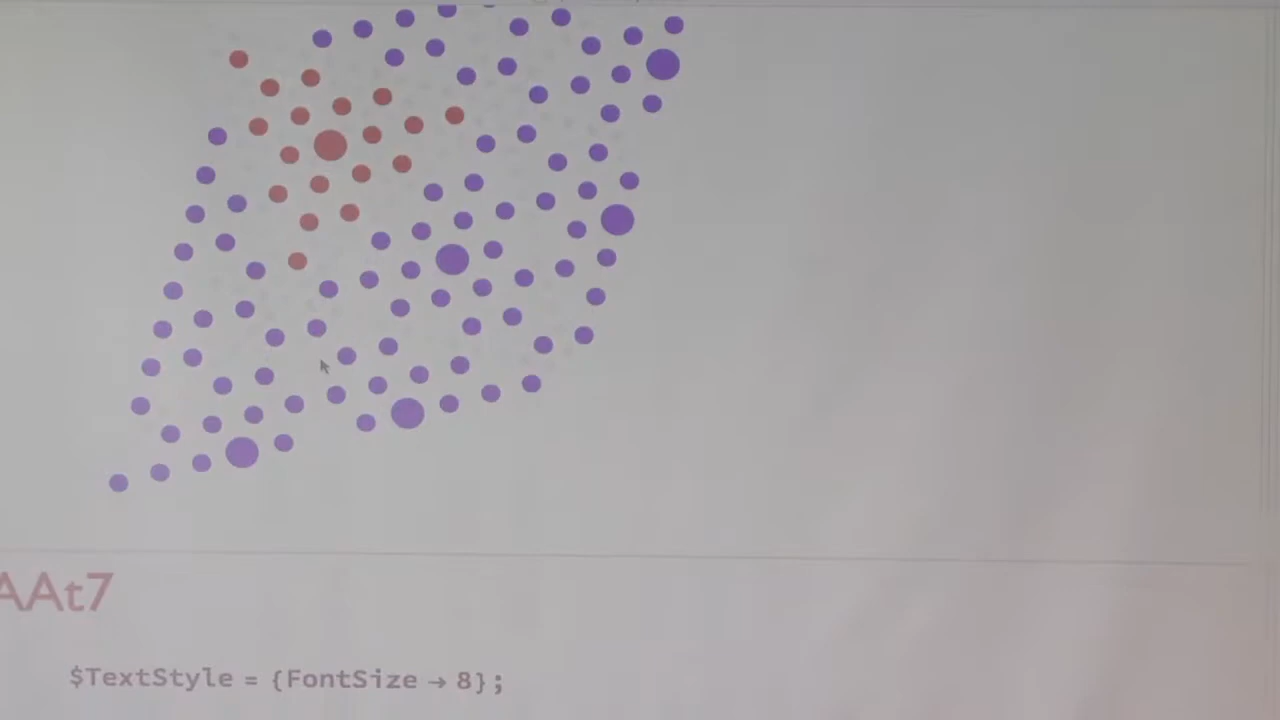 AAt7
$TextStyle = {FontSize → 8};